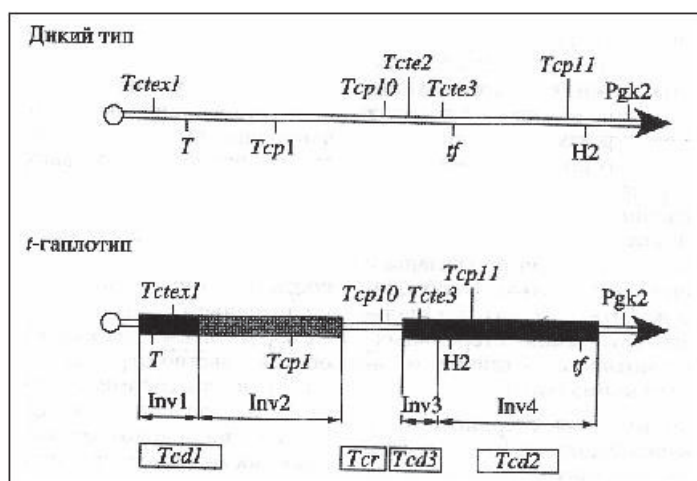 Дикий тип
Tctex1 Tcp10 Tcte2 Tcte3 Tcp11 Pgk2
T Tcp1 tf H2
t-гаплотип
Tctex1 Tcp10 Tcte3 Tcp11 Pgk2
T Tcp1 H2 tf
Inv1 Inv2 Inv3 Inv4
Tcd1 Tcr Tcd3 Tcd2